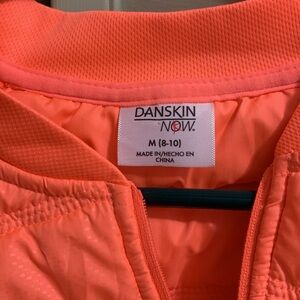 DANSKIN
NOW.
M (8-10)
MADE IN/HECHO EN
CHINA